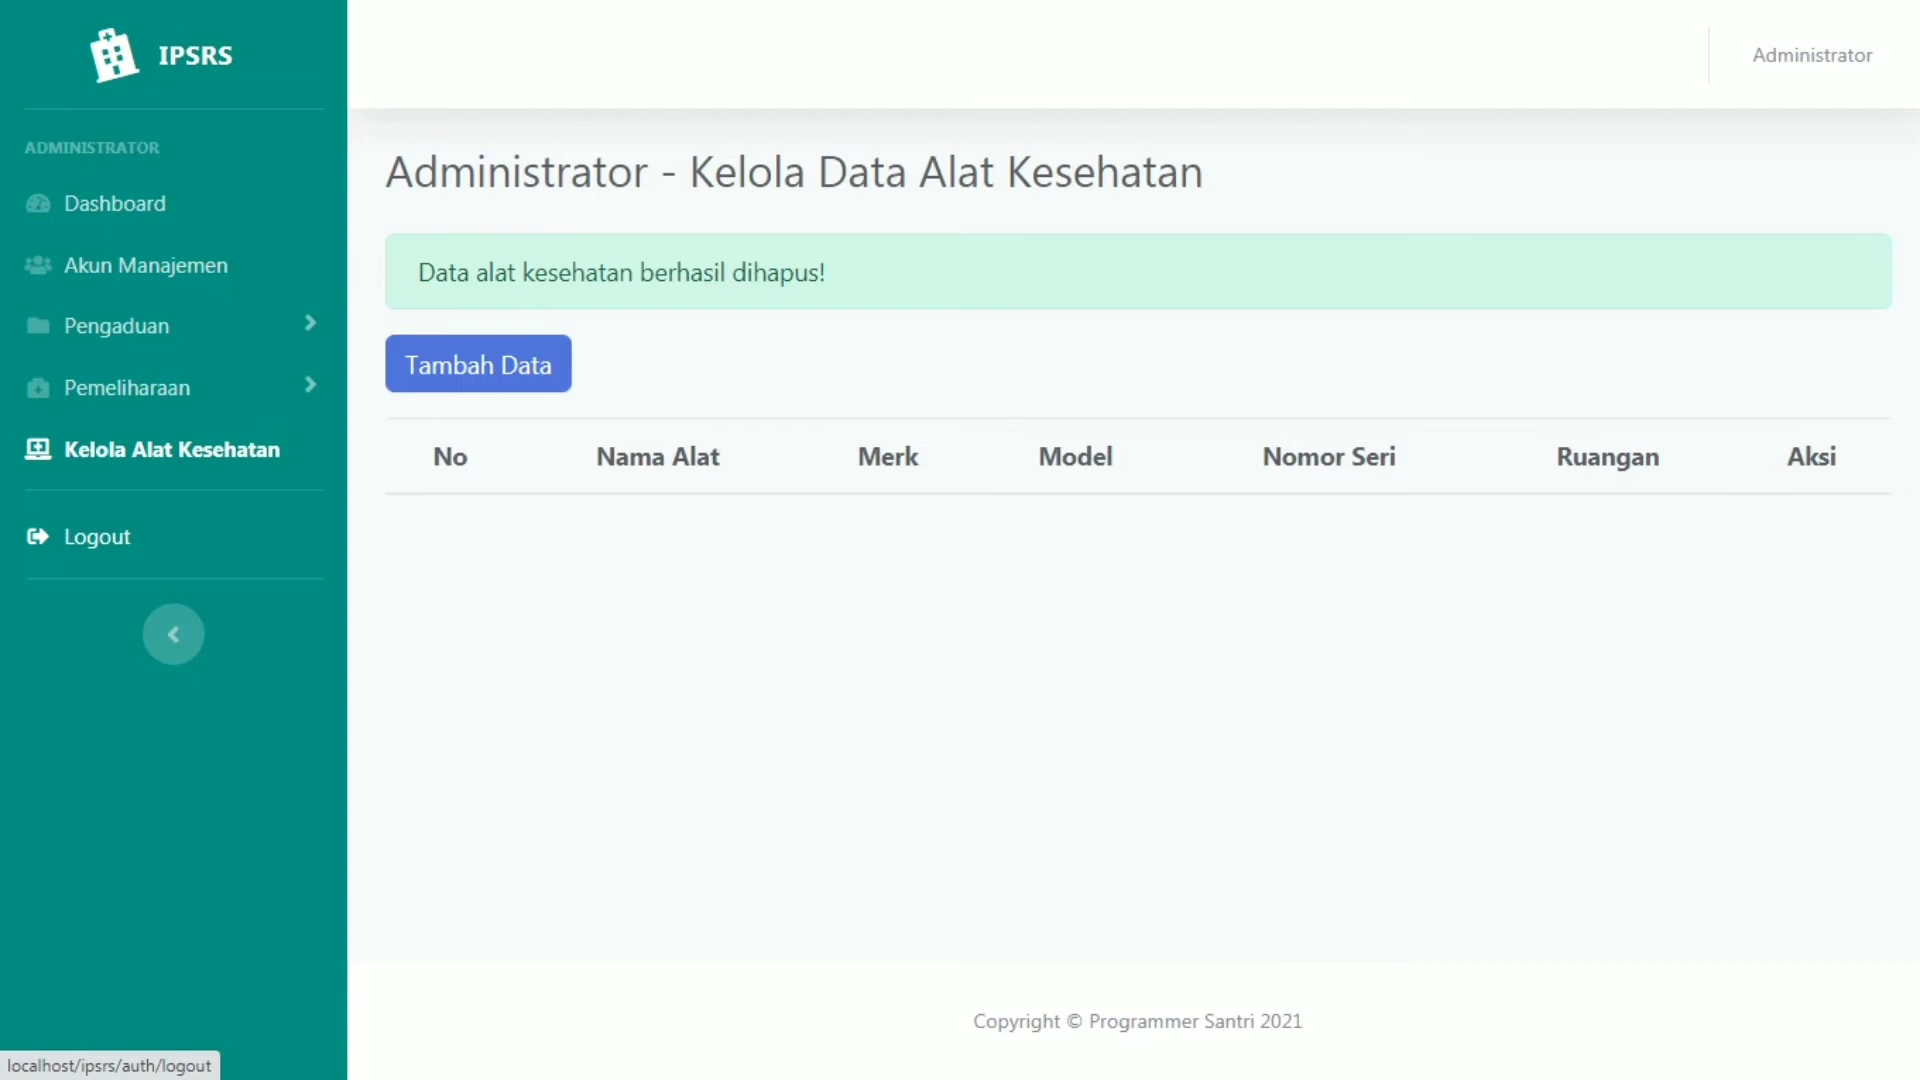 IPSRS
Administrator
ADMINISTRATOR
Dashboard
Akun Manajemen
Pengaduan
Pemeliharaan
Kelola Alat Kesehatan
Logout
Administrator - Kelola Data Alat Kesehatan
Data alat kesehatan berhasil dihapus!
Tambah Data
No Nama Alat Merk Model Nomor Seri Ruangan Aksi
Copyright © Programmer Santri 2021
localhost/ipsrs/auth/logout